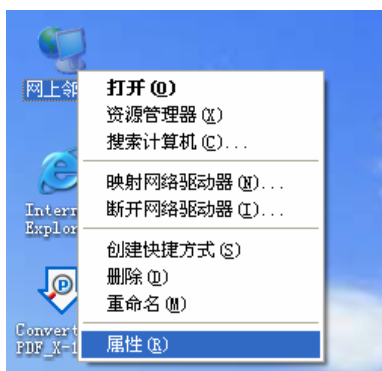 网上邻
打开(O)
资源管理器(X)
搜索计算机(C)...
映射网络驱动器(N)...
断开网络驱动器(I)...
Intern
Explor
创建快捷方式(S)
删除(D)
重命名(M)
属性(R)
Convert
PDF_X-1